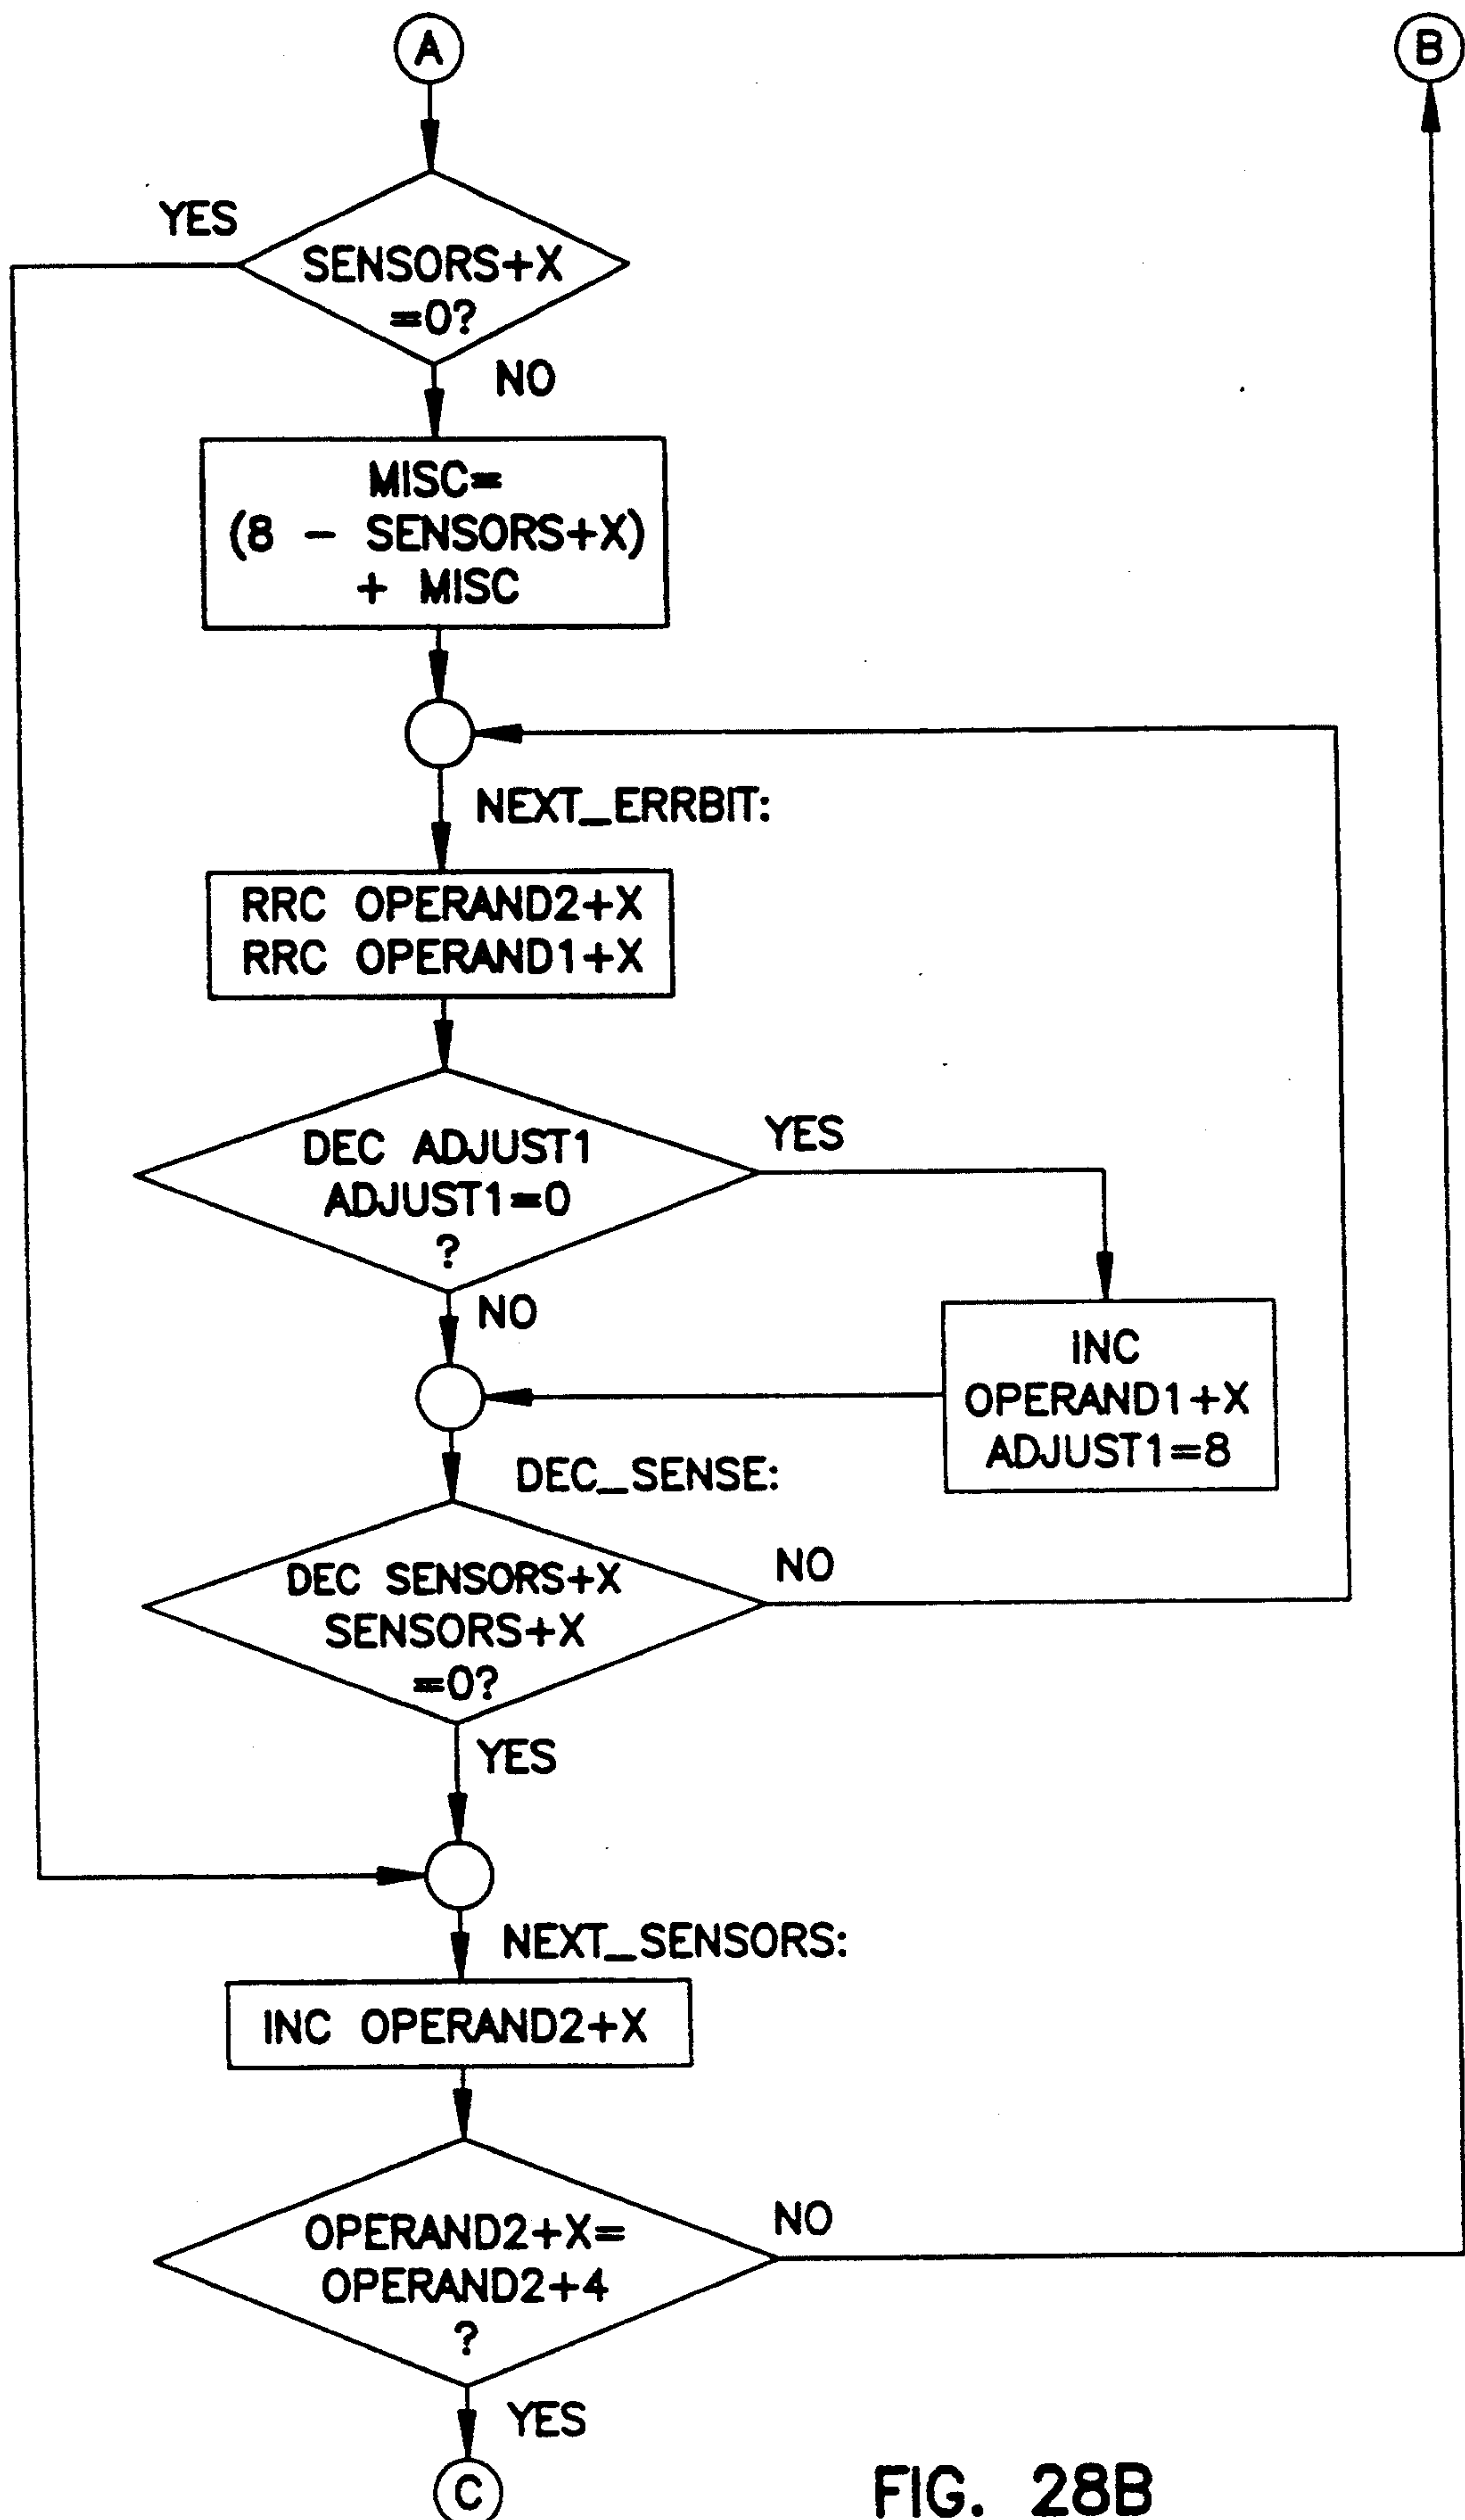 A
B
YES
SENSORS+X
=0?
NO
MISC=
(8 - SENSORS+X)
+ MISC
NEXT_ERRBIT:
RRC OPERAND2+X
RRC OPERAND1+X
DEC ADJUST1
ADJUST1=0
?
YES
NO
INC
OPERAND1+X
ADJUST1=8
DEC_SENSE:
DEC SENSORS+X
SENSORS+X
=0?
NO
YES
NEXT_SENSORS:
INC OPERAND2+X
OPERAND2+X=
OPERAND2+4
?
NO
YES
C
FIG. 28B